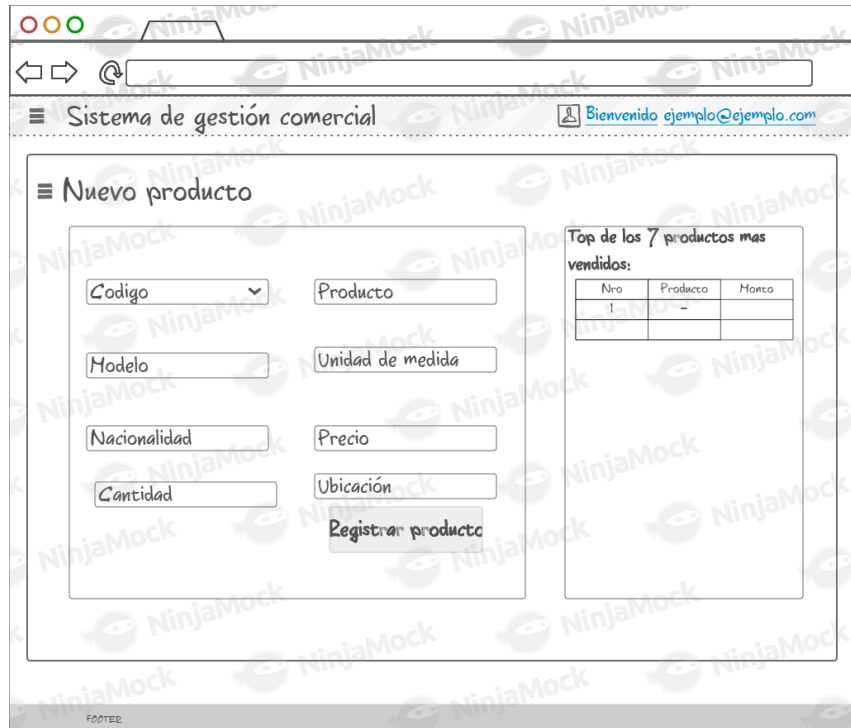 Sistema de gestión comercial
Bienvenido ejemplo@ejemplo.com
Nuevo producto
Codigo
Producto
Modelo
Unidad de medida
Nacionalidad
Precio
Cantidad
Ubicación
Registrar producto
Top de los 7 productos mas
vendidos:
Nro Producto Monto
1 -
FOOTER
NinjaMock